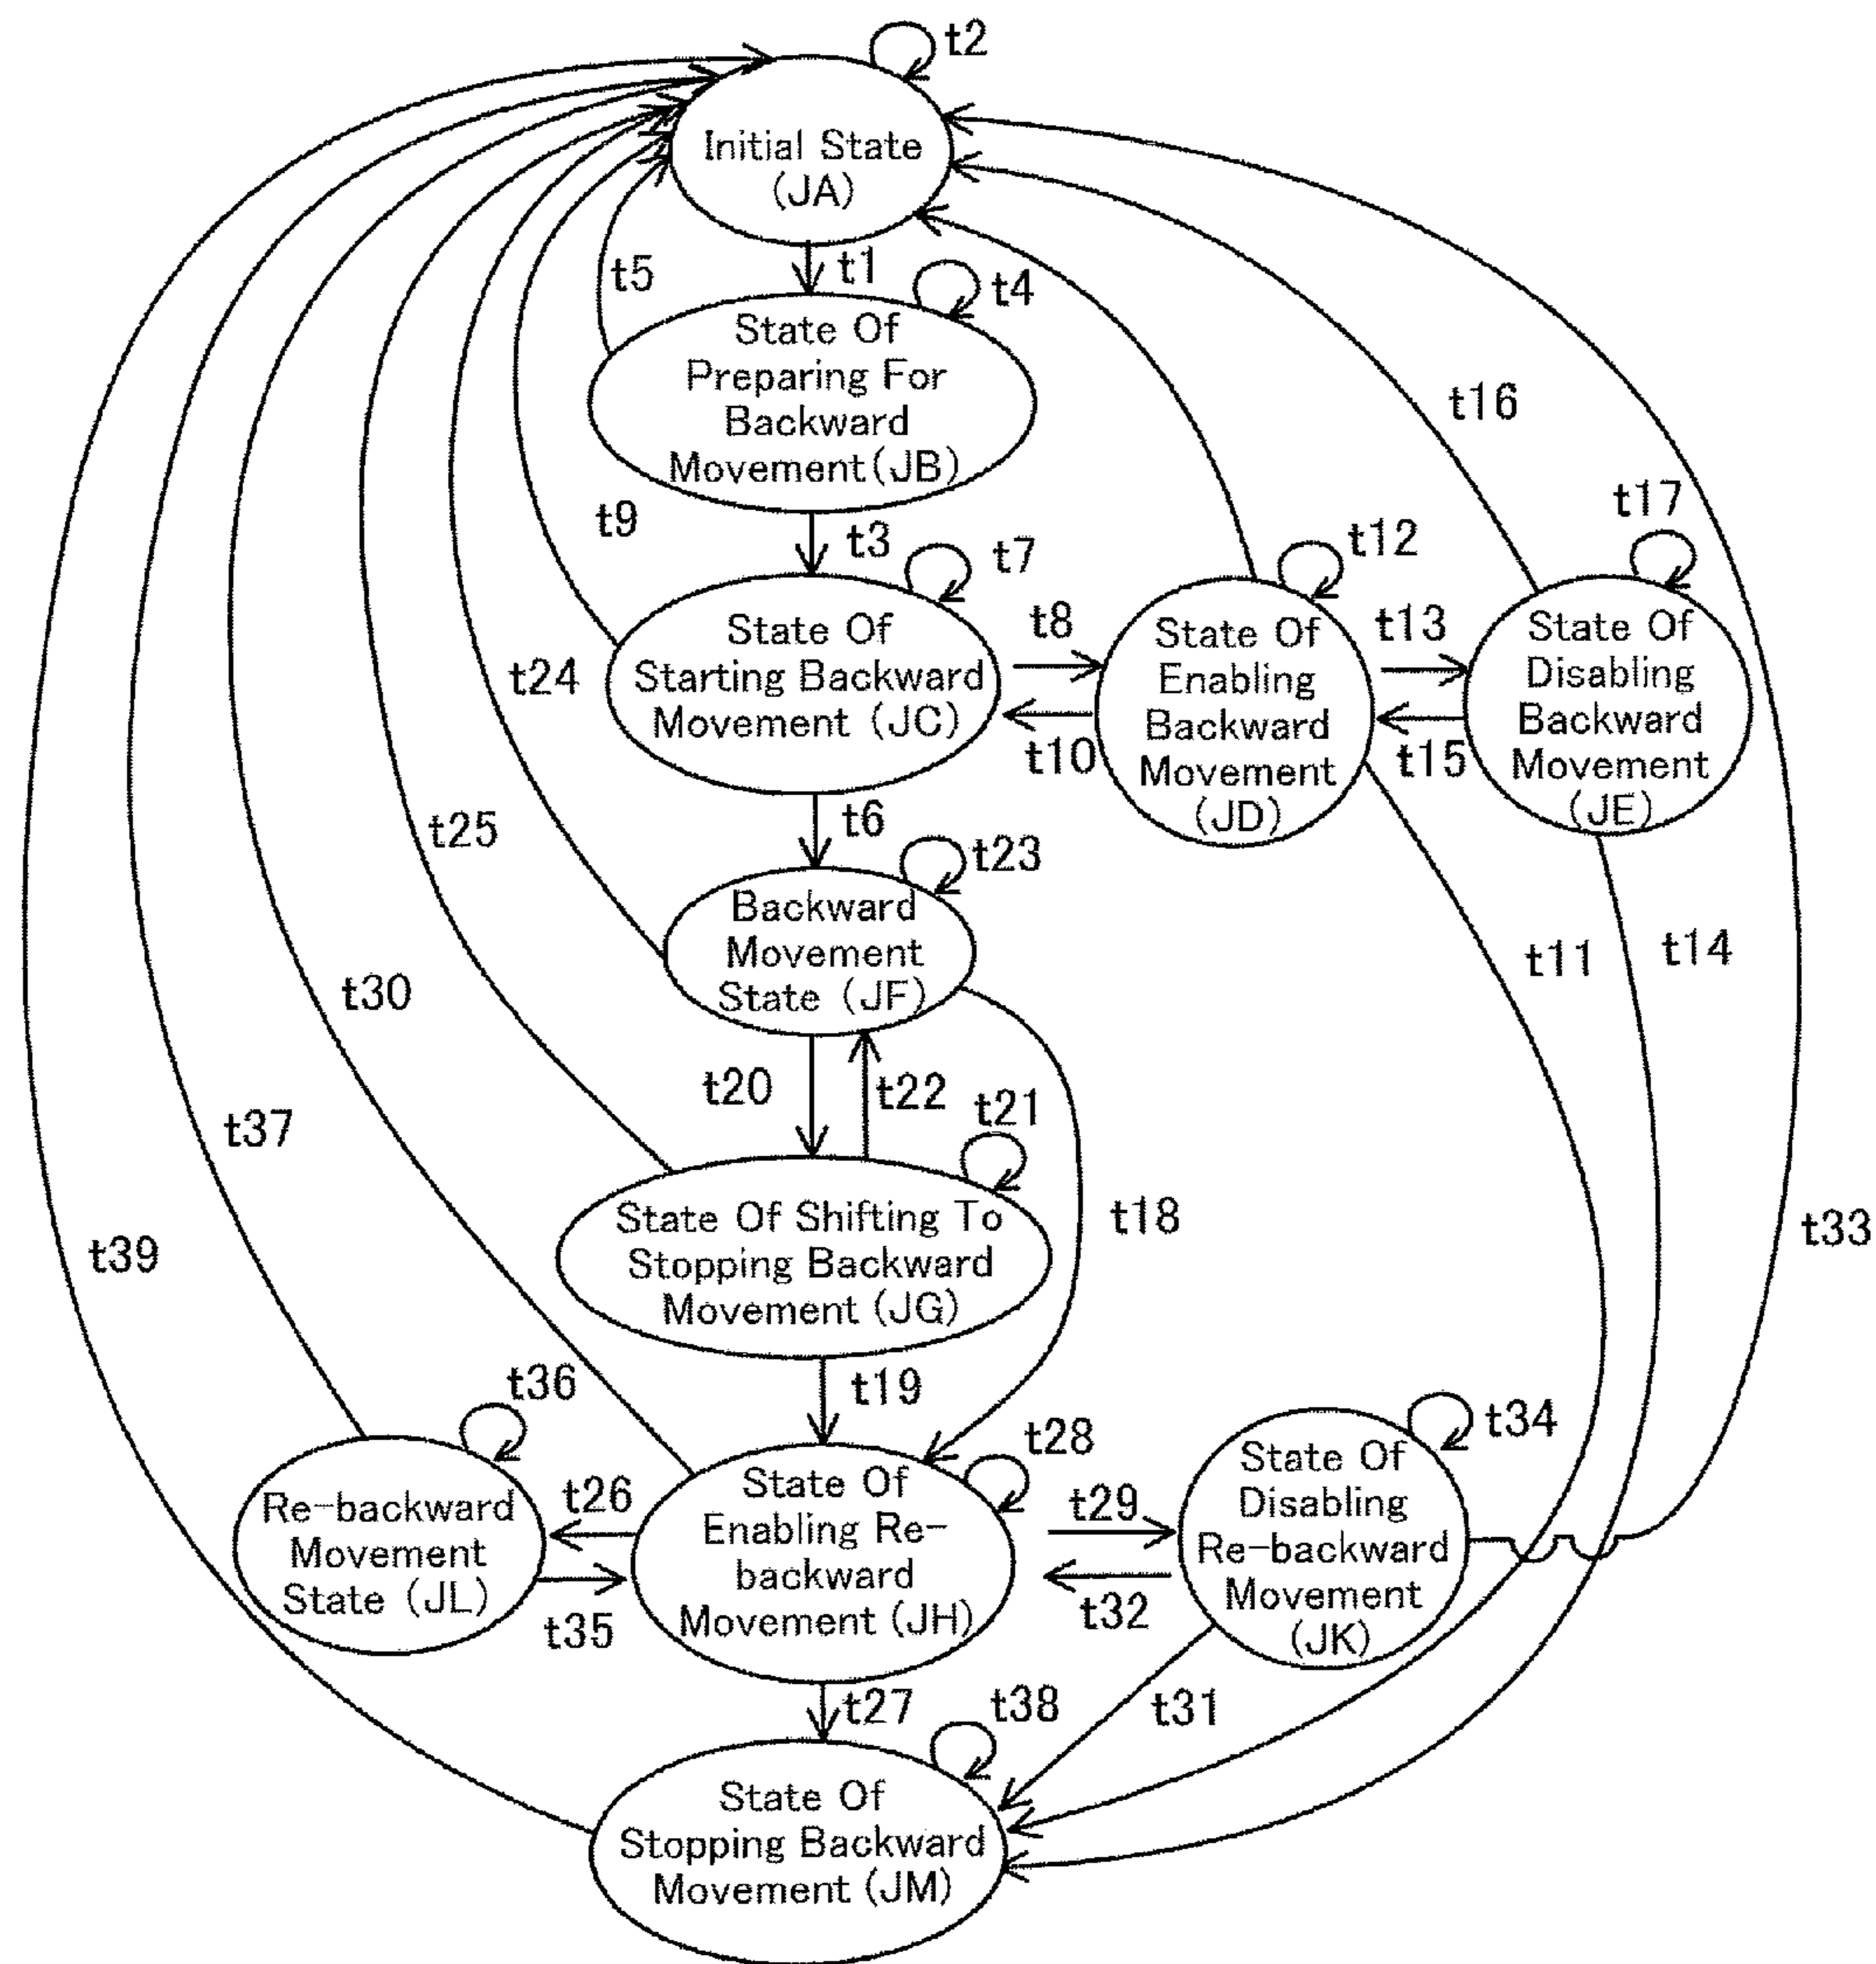 t2
Initial State
(JA)
t5
t1
t4
State Of
Preparing For
Backward
Movement(JB)
t16
t9
t3
t7
t12
t17
State Of
Starting Backward
Movement (JC)
t24
t8
t10
State Of
Enabling
Backward
Movement
(JD)
t13
t15
State Of
Disabling
Backward
Movement
(JE)
t6
t25
t23
Backward
Movement
State (JF)
t11
t14
t30
t20
t22
t21
t37
t18
t33
t39
State Of Shifting To
Stopping Backward
Movement (JG)
t19
t36
t28
t34
Re-backward
Movement
State (JL)
t26
t35
State Of
Enabling Re-
backward
Movement (JH)
t29
t32
State Of
Disabling
Re-backward
Movement
(JK)
t27
t38
t31
State Of
Stopping Backward
Movement (JM)